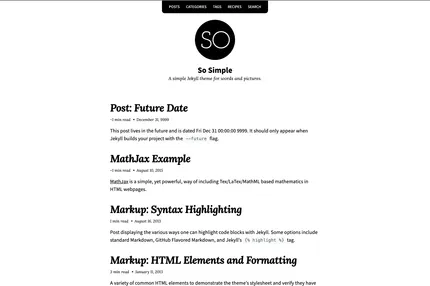 POSTS CATEGORIES TAGS RECIPES SEARCH
SO
So Simple
A simple Jekyll theme for words and pictures.
Post: Future Date
~1 min read • December 31, 9999
This post lives in the future and is dated Fri Dec 31 00:00:00 9999. It should only appear when
Jekyll builds your project with the --future flag.
MathJax Example
~1 min read • August 10, 2015
MathJax is a simple, yet powerful, way of including Tex/LaTex/MathML based mathematics in
HTML webpages.
Markup: Syntax Highlighting
1 min read • August 16, 2013
Post displaying the various ways one can highlight code blocks with Jekyll. Some options include
standard Markdown, GitHub Flavored Markdown, and Jekyll's {% highlight %} tag.
Markup: HTML Elements and Formatting
3 min read • January 11, 2013
A variety of common HTML elements to demonstrate the theme's stylesheet and verify they have